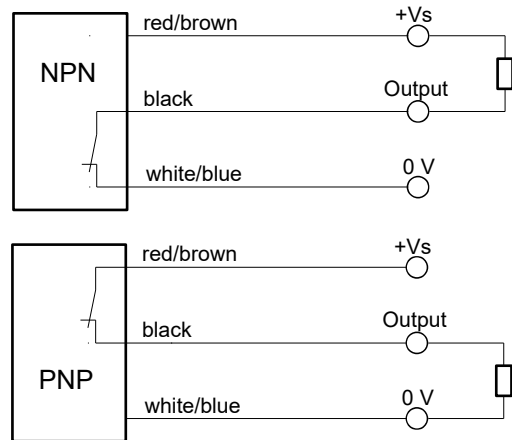 red/brown
+Vs
NPN
black
Output
white/blue
0 V
red/brown
+Vs
black
Output
PNP
white/blue
0 V